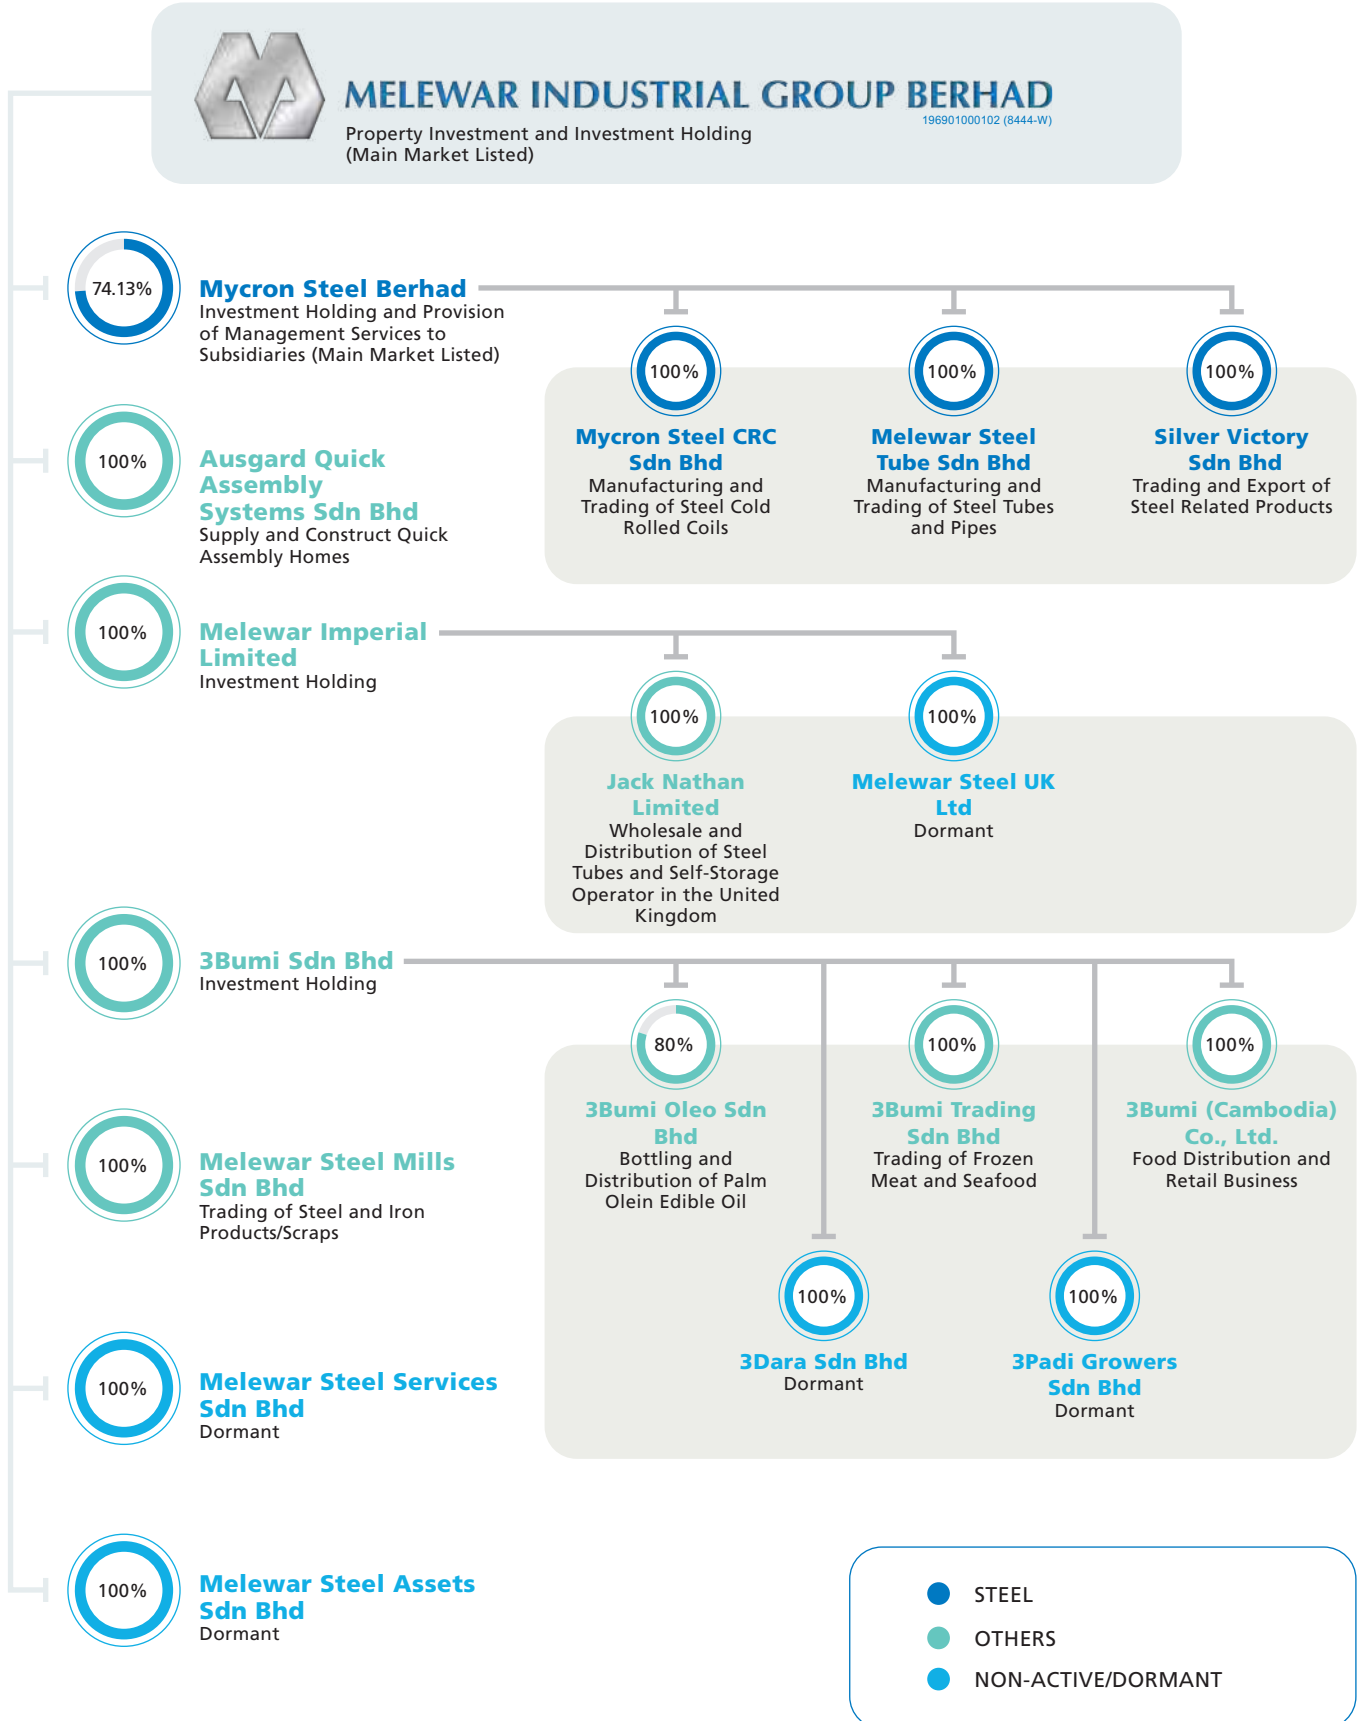 MELEWAR INDUSTRIAL GROUP BERHAD
196901000102 (8444-W)
Property Investment and Investment Holding
(Main Market Listed)
74.13%
Mycron Steel Berhad
Investment Holding and Provision
of Management Services to
Subsidiaries (Main Market Listed)
100%
Mycron Steel CRC
Sdn Bhd
Manufacturing and
Trading of Steel Cold
Rolled Coils
100%
Melewar Steel
Tube Sdn Bhd
Manufacturing and
Trading of Steel Tubes
and Pipes
100%
Silver Victory
Sdn Bhd
Trading and Export of
Steel Related Products
100%
Ausgard Quick
Assembly
Systems Sdn Bhd
Supply and Construct Quick
Assembly Homes
100%
Melewar Imperial
Limited
Investment Holding
100%
Jack Nathan
Limited
Wholesale and
Distribution of Steel
Tubes and Self-Storage
Operator in the United
Kingdom
100%
Melewar Steel UK
Ltd
Dormant
100%
3Bumi Sdn Bhd
Investment Holding
80%
3Bumi Oleo Sdn
Bhd
Bottling and
Distribution of Palm
Olein Edible Oil
100%
3Bumi Trading
Sdn Bhd
Trading of Frozen
Meat and Seafood
100%
3Bumi (Cambodia)
Co., Ltd.
Food Distribution and
Retail Business
100%
3Dara Sdn Bhd
Dormant
100%
3Padi Growers
Sdn Bhd
Dormant
100%
Melewar Steel Mills
Sdn Bhd
Trading of Steel and Iron
Products/Scraps
100%
Melewar Steel Services
Sdn Bhd
Dormant
100%
Melewar Steel Assets
Sdn Bhd
Dormant
STEEL
OTHERS
NON-ACTIVE/DORMANT